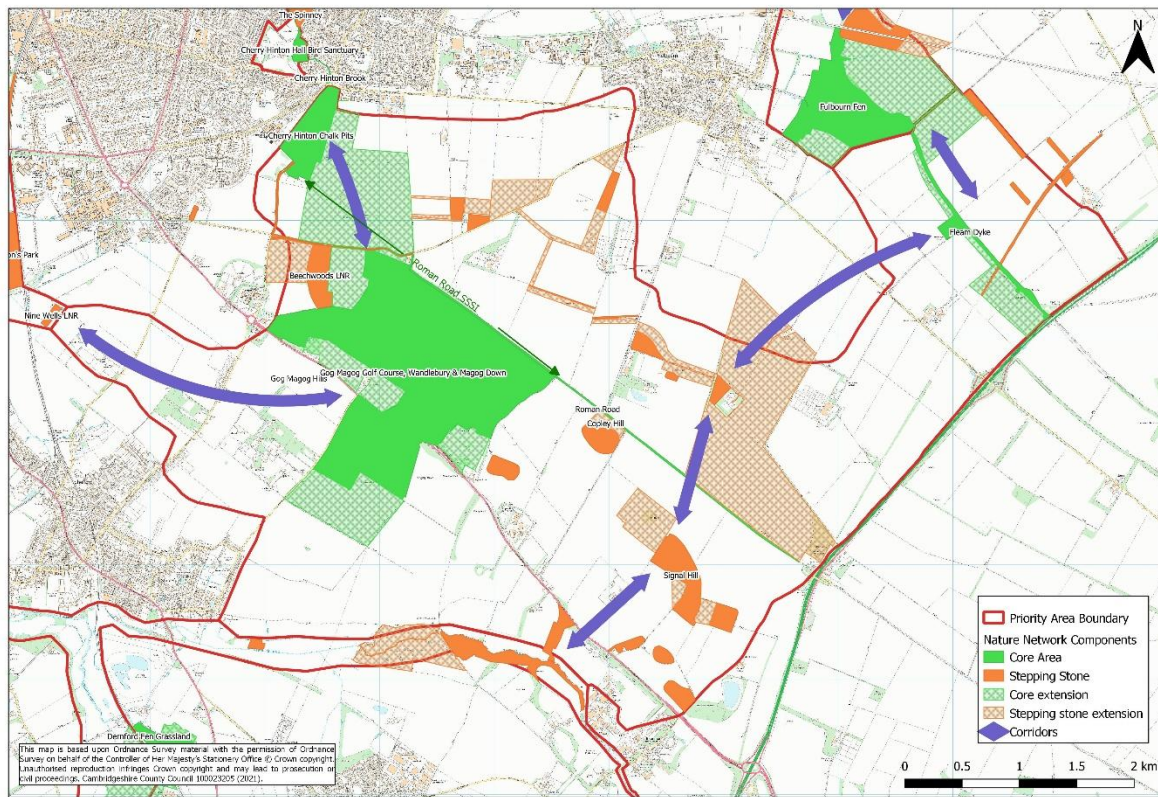 The Spinney
Cherry Hinton Hall Bird Sanctuary
Cherry Hinton Brook
N
Fulbourn Fen
Cherry Hinton Chalk Pits
Fleam Dyke
Roman Road SSSI
Beechwoods LNR
Nine Wells LNR
Gog Magog Hills
Gog Magog Golf Course, Wandlebury & Magog Down
Roman Road
Copley Hill
Signal Hill
Dernford Fen Grassland
Priority Area Boundary
Nature Network Components
Core Area
Stepping Stone
Core extension
Stepping stone extension
Corridors
This map is based upon Ordnance Survey material with the permission of Ordnance
Survey on behalf of the Controller of Her Majesty's Stationery Office © Crown copyright.
Unauthorised reproduction infringes Crown copyright and may lead to prosecution or
civil proceedings. Cambridgeshire County Council 100023205 (2021).
0 0.5 1 1.5 2 km